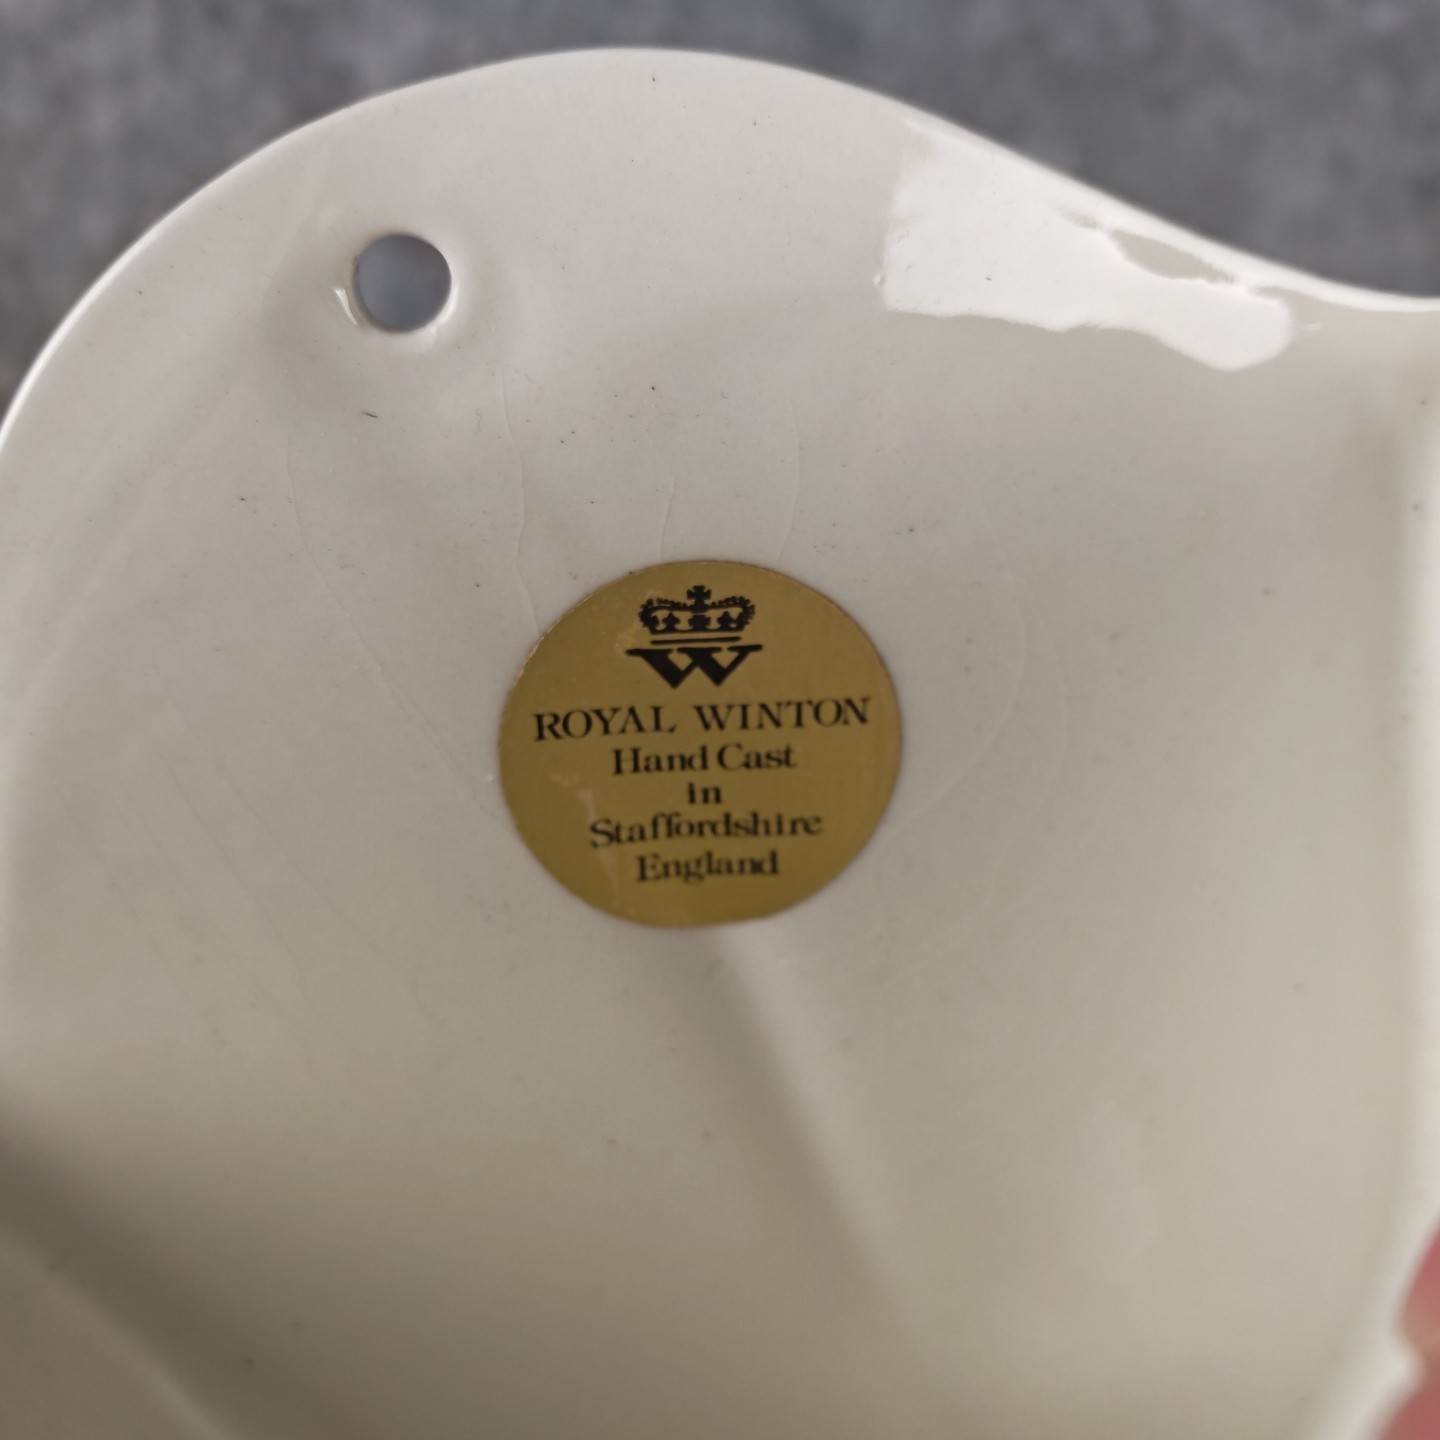 W
ROYAL WINTON
Hand Cast
in
Staffordshire
England